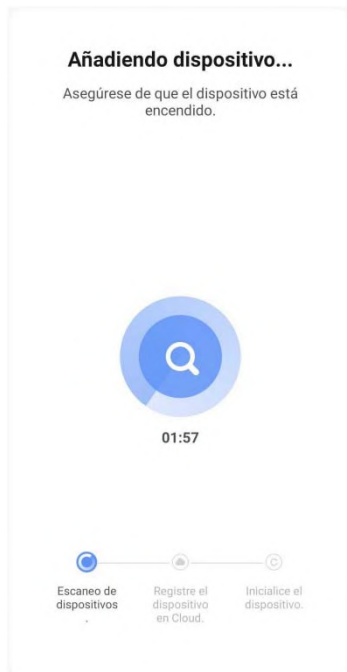 Añadiendo dispositivo...
Asegúrese de que el dispositivo está
encendido.
01:57
Escaneo de
dispositivos
.
Registre el
dispositivo
en Cloud.
Inicialice el
dispositivo.